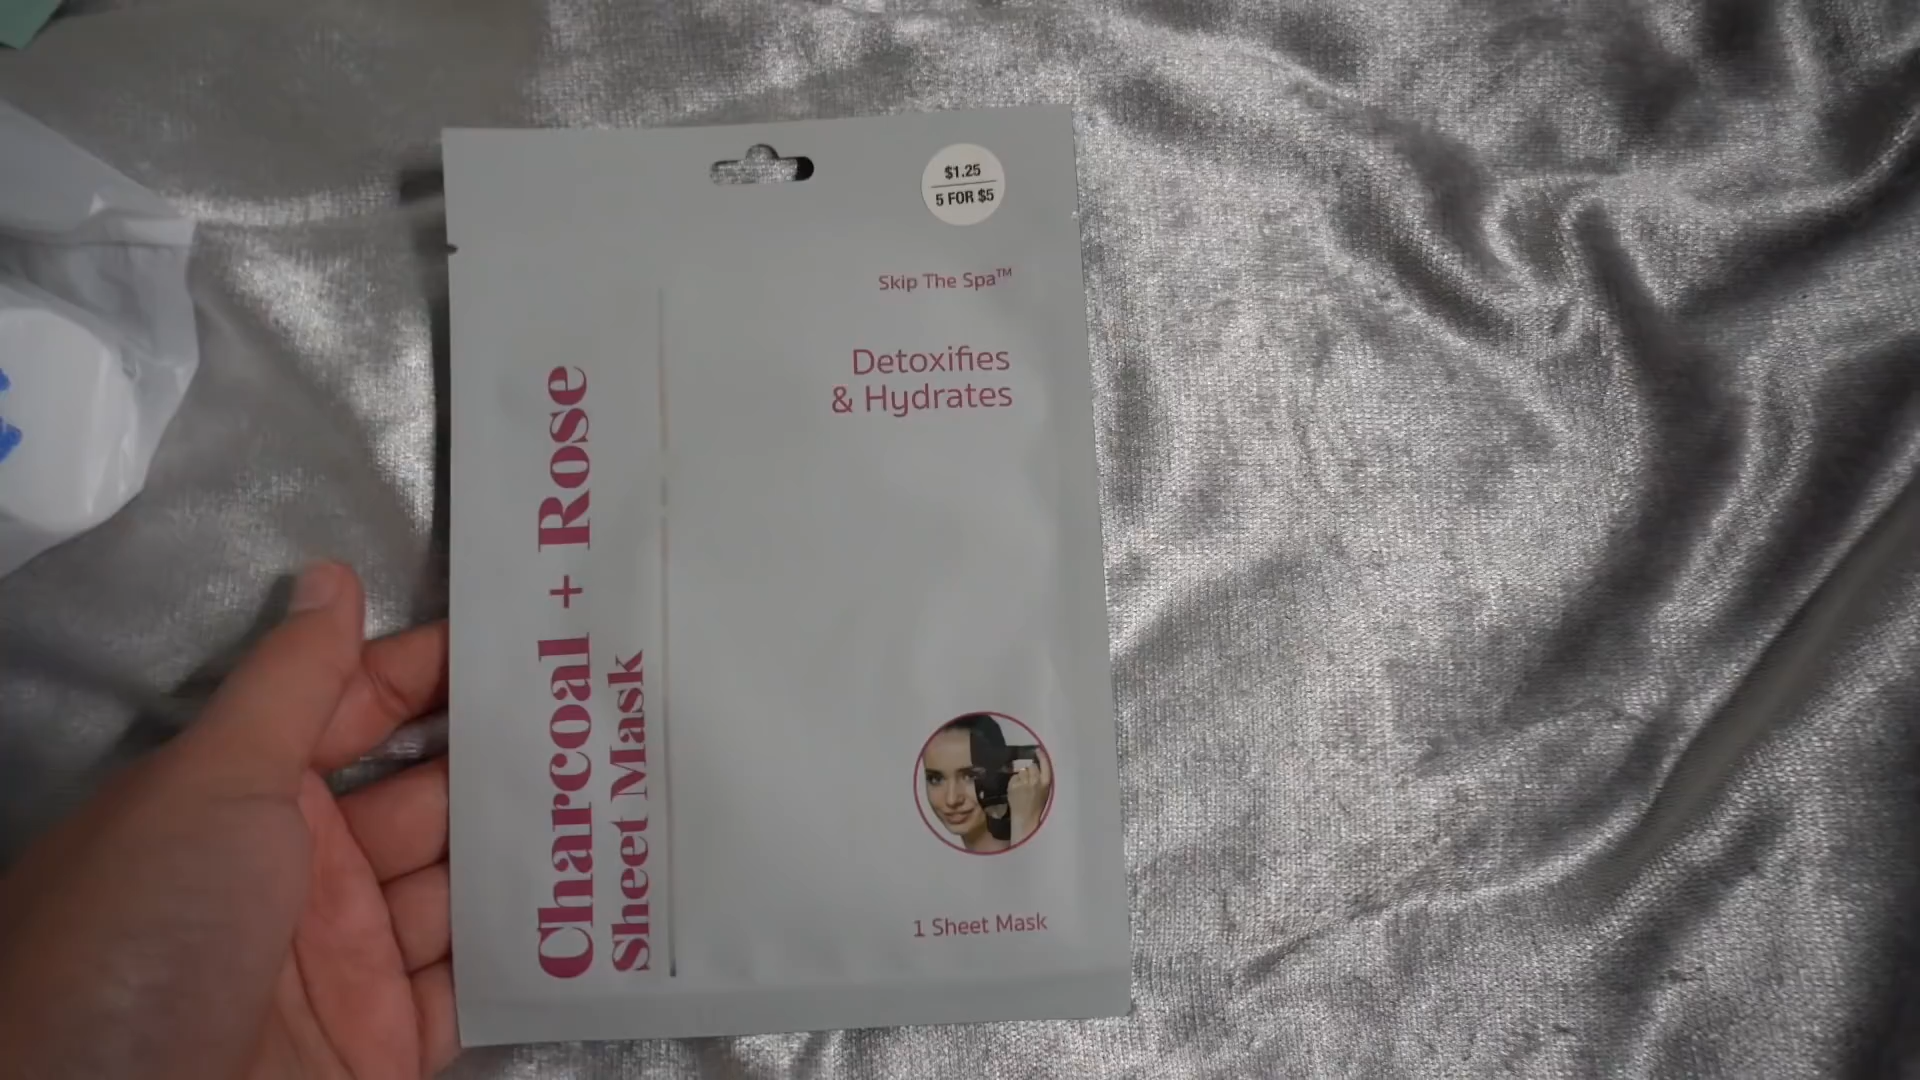 $1.25
5 FOR $5
Skip The Spa™
Detoxifies
& Hydrates
Charcoal + Rose
Sheet Mask
1 Sheet Mask